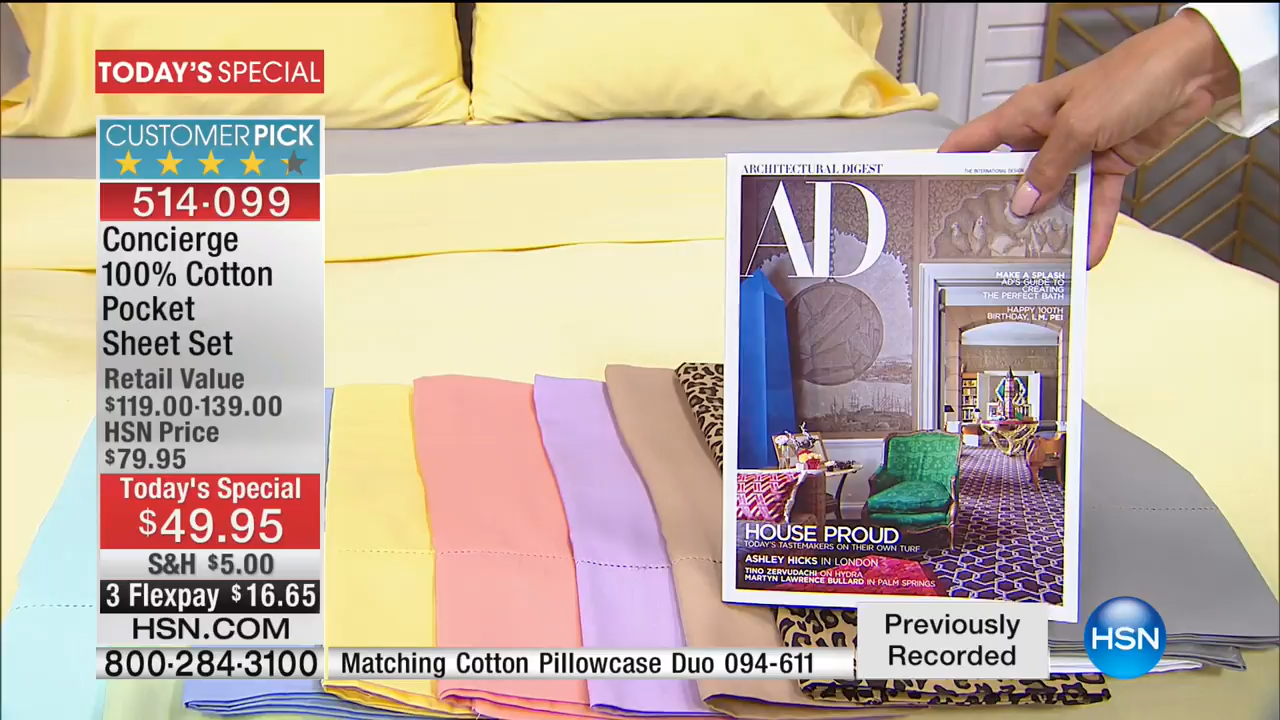 TODAY'S SPECIAL
CUSTOMER PICK
514·099
Concierge
100% Cotton
Pocket
Sheet Set
Retail Value
$119.00-139.00
HSN Price
$79.95
Today's Special
$49.95
S&H $5.00
3 Flexpay $16.65
HSN.COM
800·284·3100
Matching Cotton Pillowcase Duo 094-611
ARCHITECTURAL DIGEST
THE INTERNATIONAL DESIGN
AD
MAKE A SPLASH
AD'S GUIDE TO
CREATING
THE PERFECT BATH
HAPPY 100TH
BIRTHDAY, I.M. PEI
HOUSE PROUD
TODAY'S TASTEMAKERS ON THEIR OWN TURF
ASHLEY HICKS IN LONDON
TINO ZERVUDACHI ON HYDRA
MARTYN LAWRENCE BULLARD IN PALM SPRINGS
Previously
Recorded
HSN